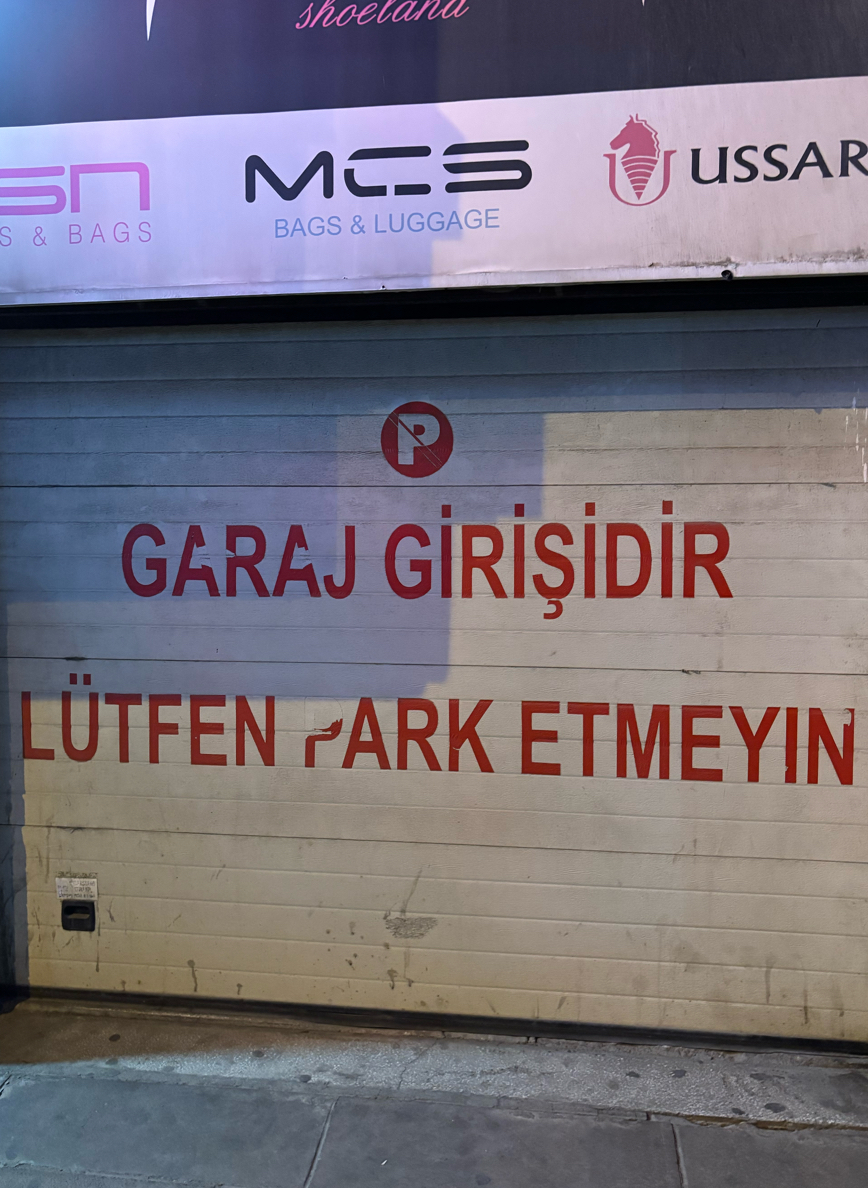 shoeland
S & BAGS
MCS
BAGS & LUGGAGE
USSAR
P
GARAJ GİRİŞİDİR
LÜTFEN PARK ETMEYIN